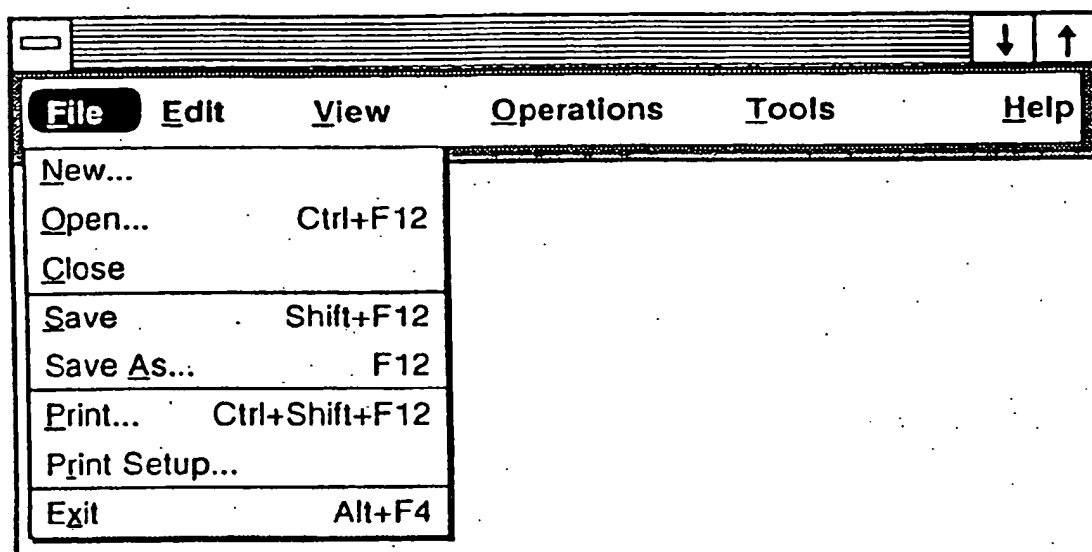 File Edit View Operations Tools Help
New...
Open... Ctrl+F12
Close
Save Shift+F12
Save As... F12
Print... Ctrl+Shift+F12
Print Setup...
Exit Alt+F4